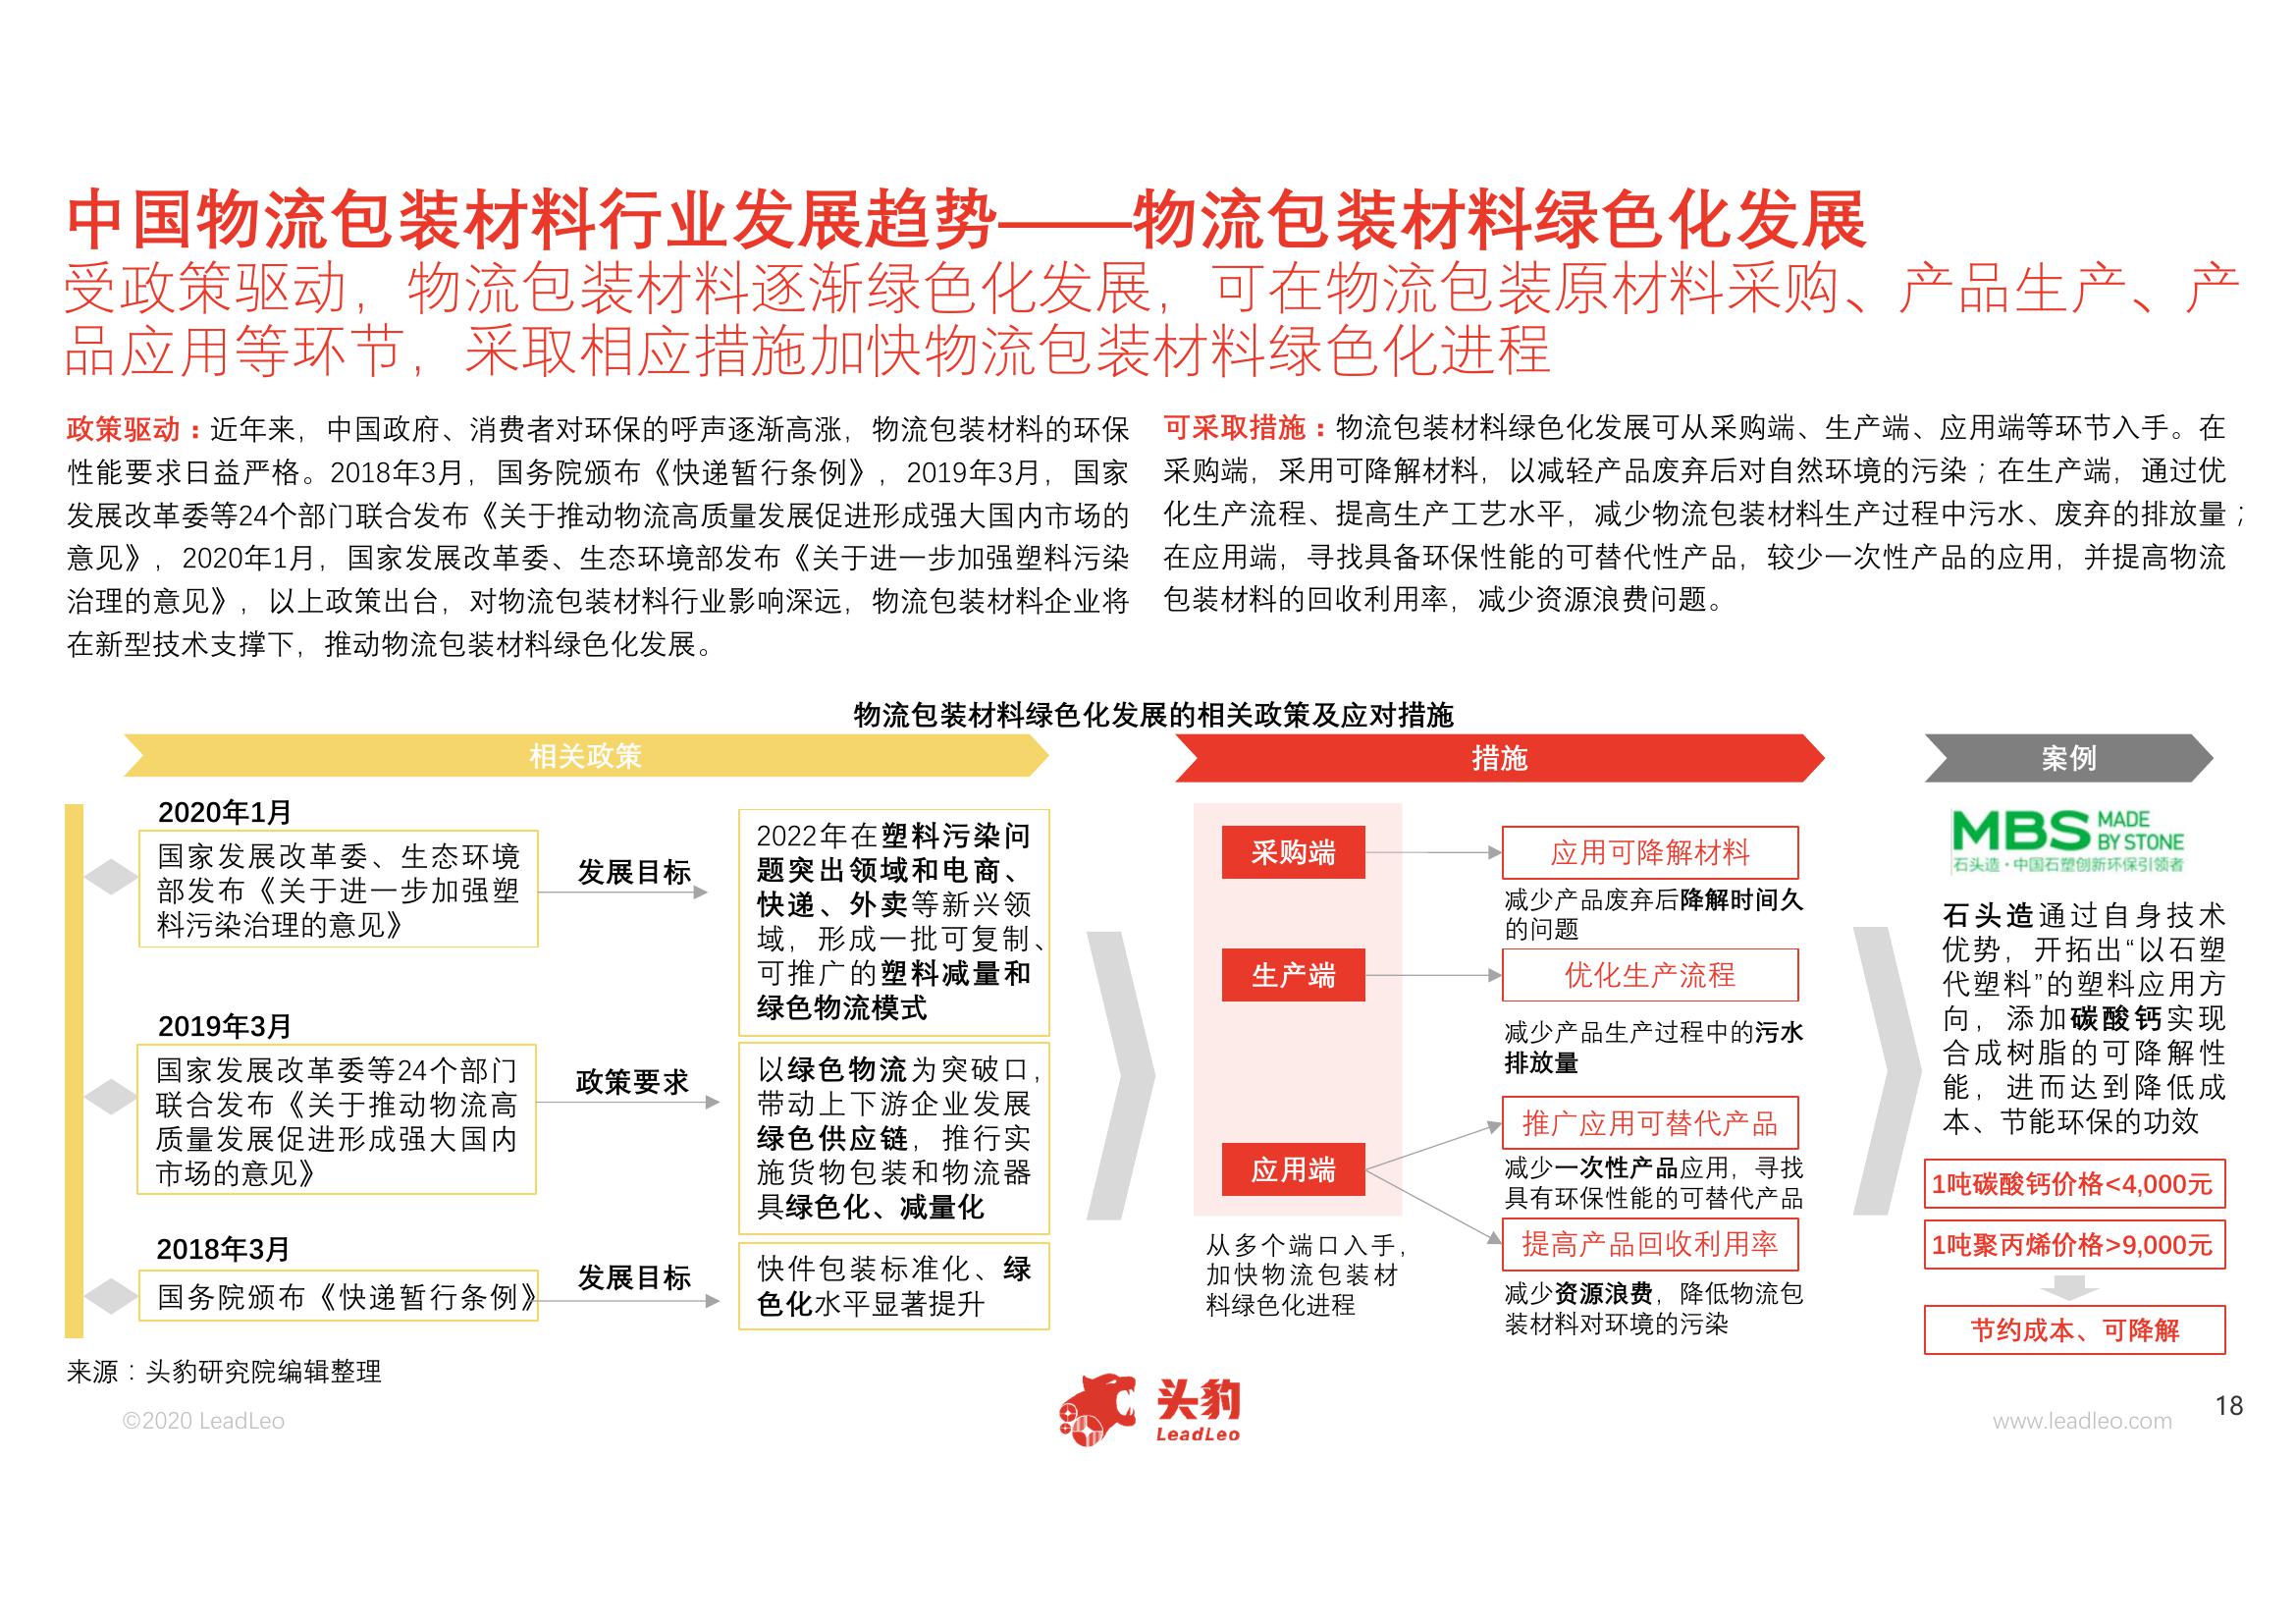 中国物流包装材料行业发展趋势——物流包装材料绿色化发展
受政策驱动，物流包装材料逐渐绿色化发展，可在物流包装原材料采购、产品生产、产
品应用等环节，采取相应措施加快物流包装材料绿色化进程
政策驱动：近年来，中国政府、消费者对环保的呼声逐渐高涨，物流包装材料的环保
性能要求日益严格。2018年3月，国务院颁布《快递暂行条例》，2019年3月，国家
发展改革委等24个部门联合发布《关于推动物流高质量发展促进形成强大国内市场的
意见》，2020年1月，国家发展改革委、生态环境部发布《关于进一步加强塑料污染
治理的意见》，以上政策出台，对物流包装材料行业影响深远，物流包装材料企业将
在新型技术支撑下，推动物流包装材料绿色化发展。
可采取措施：物流包装材料绿色化发展可从采购端、生产端、应用端等环节入手。在
采购端，采用可降解材料，以减轻产品废弃后对自然环境的污染；在生产端，通过优
化生产流程、提高生产工艺水平，减少物流包装材料生产过程中污水、废弃的排放量；
在应用端，寻找具备环保性能的可替代性产品，较少一次性产品的应用，并提高物流
包装材料的回收利用率，减少资源浪费问题。
物流包装材料绿色化发展的相关政策及应对措施
相关政策
2020年1月
国家发展改革委、生态环境
部发布《关于进一步加强塑
料污染治理的意见》
发展目标
2022年在塑料污染问
题突出领域和电商、
快递、外卖等新兴领
域，形成一批可复制、
可推广的塑料减量和
绿色物流模式
2019年3月
国家发展改革委等24个部门
联合发布《关于推动物流高
质量发展促进形成强大国内
市场的意见》
政策要求
以绿色物流为突破口，
带动上下游企业发展
绿色供应链，推行实
施货物包装和物流器
具绿色化、减量化
2018年3月
国务院颁布《快递暂行条例》
发展目标
快件包装标准化、绿
色化水平显著提升
措施
采购端
应用可降解材料
减少产品废弃后降解时间久
的问题
生产端
优化生产流程
减少产品生产过程中的污水
排放量
应用端
推广应用可替代产品
减少一次性产品应用，寻找
具有环保性能的可替代产品
提高产品回收利用率
减少资源浪费，降低物流包
装材料对环境的污染
从多个端口入手，
加快物流包装材
料绿色化进程
案例
MBS MADE
BY STONE
石头造·中国石塑创新环保引领者
石头造通过自身技术
优势，开拓出“以石塑
代塑料”的塑料应用方
向，添加碳酸钙实现
合成树脂的可降解性
能，进而达到降低成
本、节能环保的功效
1吨碳酸钙价格<4,000元
1吨聚丙烯价格>9,000元
节约成本、可降解
来源：头豹研究院编辑整理
©2020 LeadLeo
头豹
LeadLeo
www.leadleo.com
18